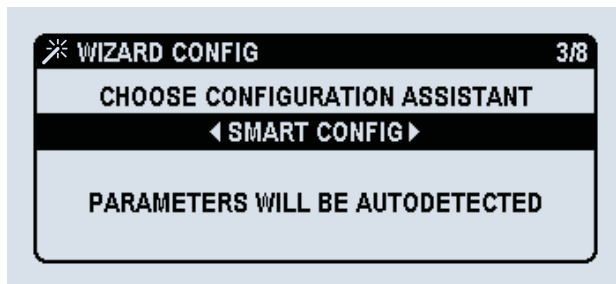 WIZARD CONFIG 3/8
CHOOSE CONFIGURATION ASSISTANT
SMART CONFIG
PARAMETERS WILL BE AUTODETECTED